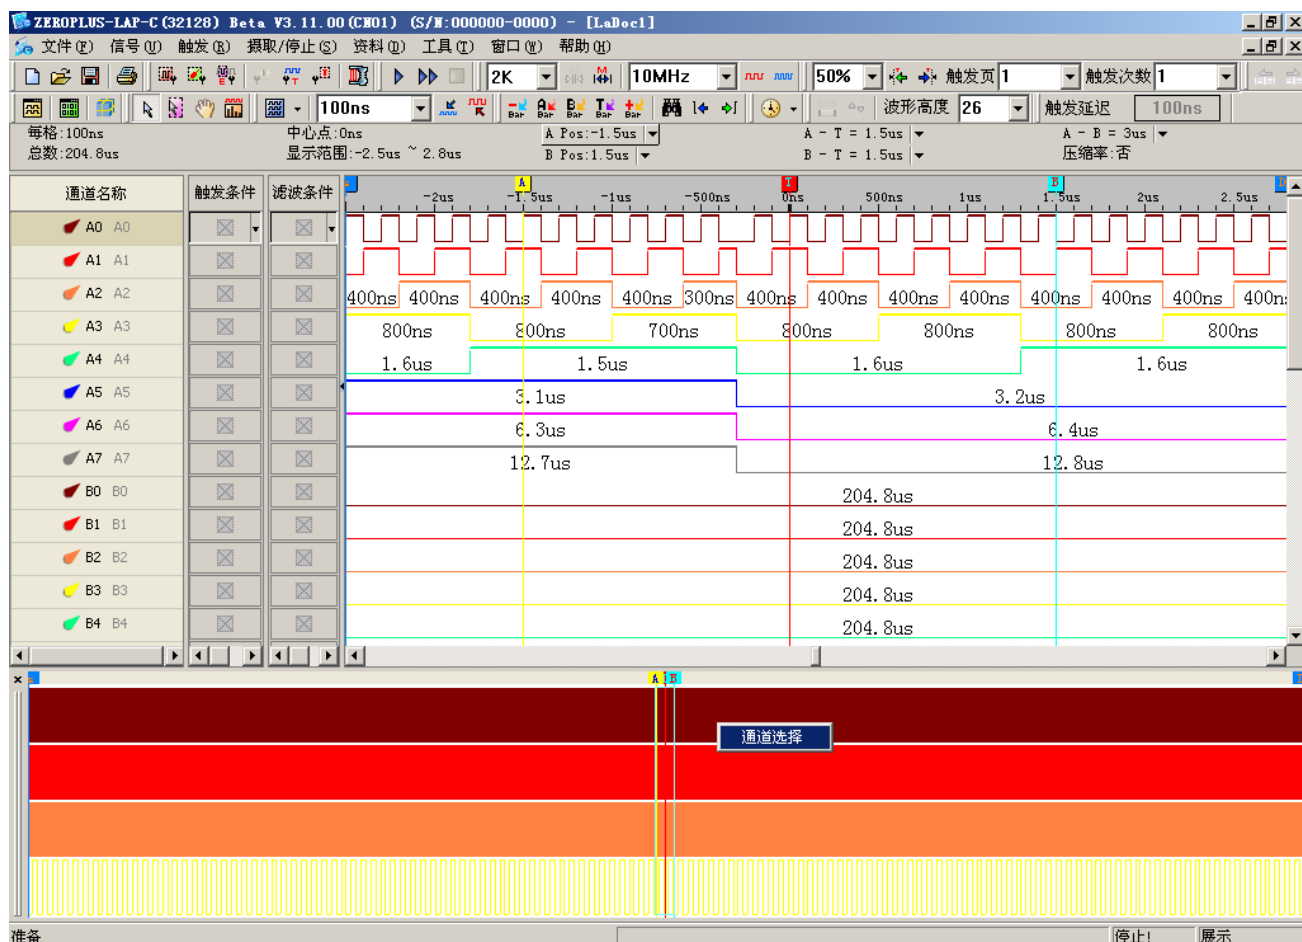 ZEROPLUS-LAP-C(32128) Beta V3.11.00(CN01) (S/N:000000-0000) - [LaDoc1]
文件(F) 信号(U) 触发(R) 摄取/停止(S) 资料(D) 工具(T) 窗口(W) 帮助(H)
2K 10MHz 50% 触发页 1 触发次数 1
100ns Bar Bar Bar Bar Bar 波形高度 26 触发延迟 100ns
每格:100ns 中心点:0ns A Pos:-1.5us A - T = 1.5us A - B = 3us
总数:204.8us 显示范围:-2.5us ~ 2.8us B Pos:1.5us B - T = 1.5us 压缩率:否
A T B D
通道名称 触发条件 滤波条件 -2us -1.5us -1us -500ns 0ns 500ns 1us 1.5us 2us 2.5us
A0 A0
A1 A1
A2 A2 400ns 400ns 400ns 400ns 400ns 300ns 400ns 400ns 400ns 400ns 400ns 400ns 400ns 400n
A3 A3 800ns 800ns 700ns 800ns 800ns 800ns 800ns
A4 A4 1.6us 1.5us 1.6us 1.6us
A5 A5 3.1us 3.2us
A6 A6 6.3us 6.4us
A7 A7 12.7us 12.8us
B0 B0 204.8us
B1 B1 204.8us
B2 B2 204.8us
B3 B3 204.8us
B4 B4 204.8us
A B
通道选择
准备 停止! 展示